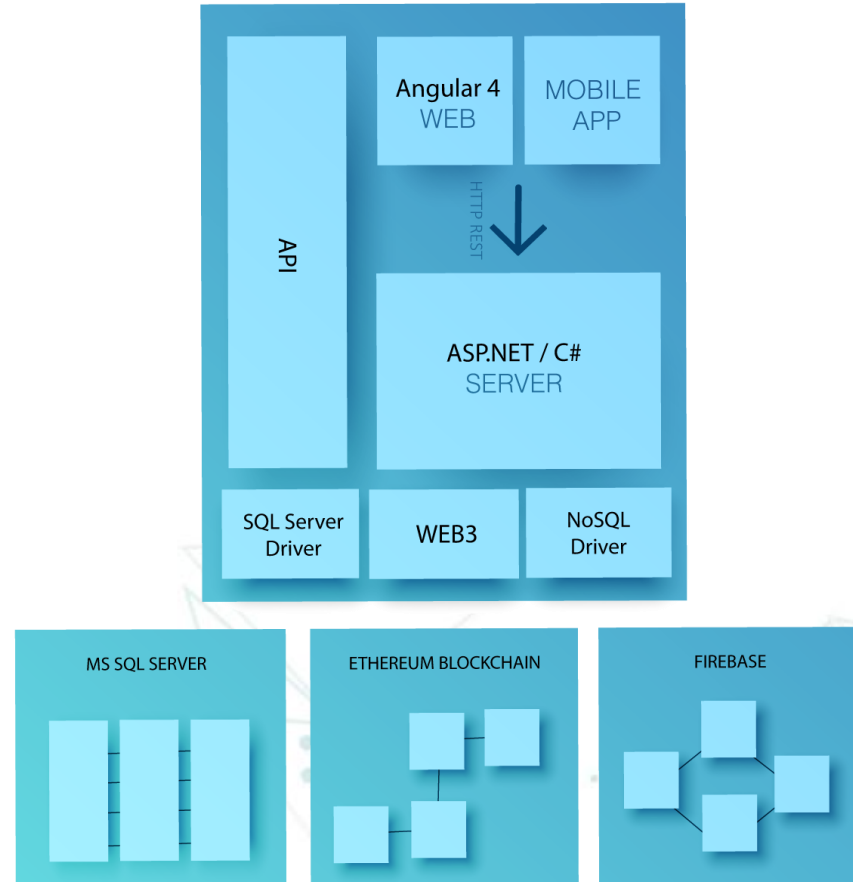 API
Angular 4
WEB
MOBILE
APP
HTTP REST
ASP.NET / C#
SERVER
SQL Server
Driver
WEB3
NoSQL
Driver
MS SQL SERVER
ETHEREUM BLOCKCHAIN
FIREBASE